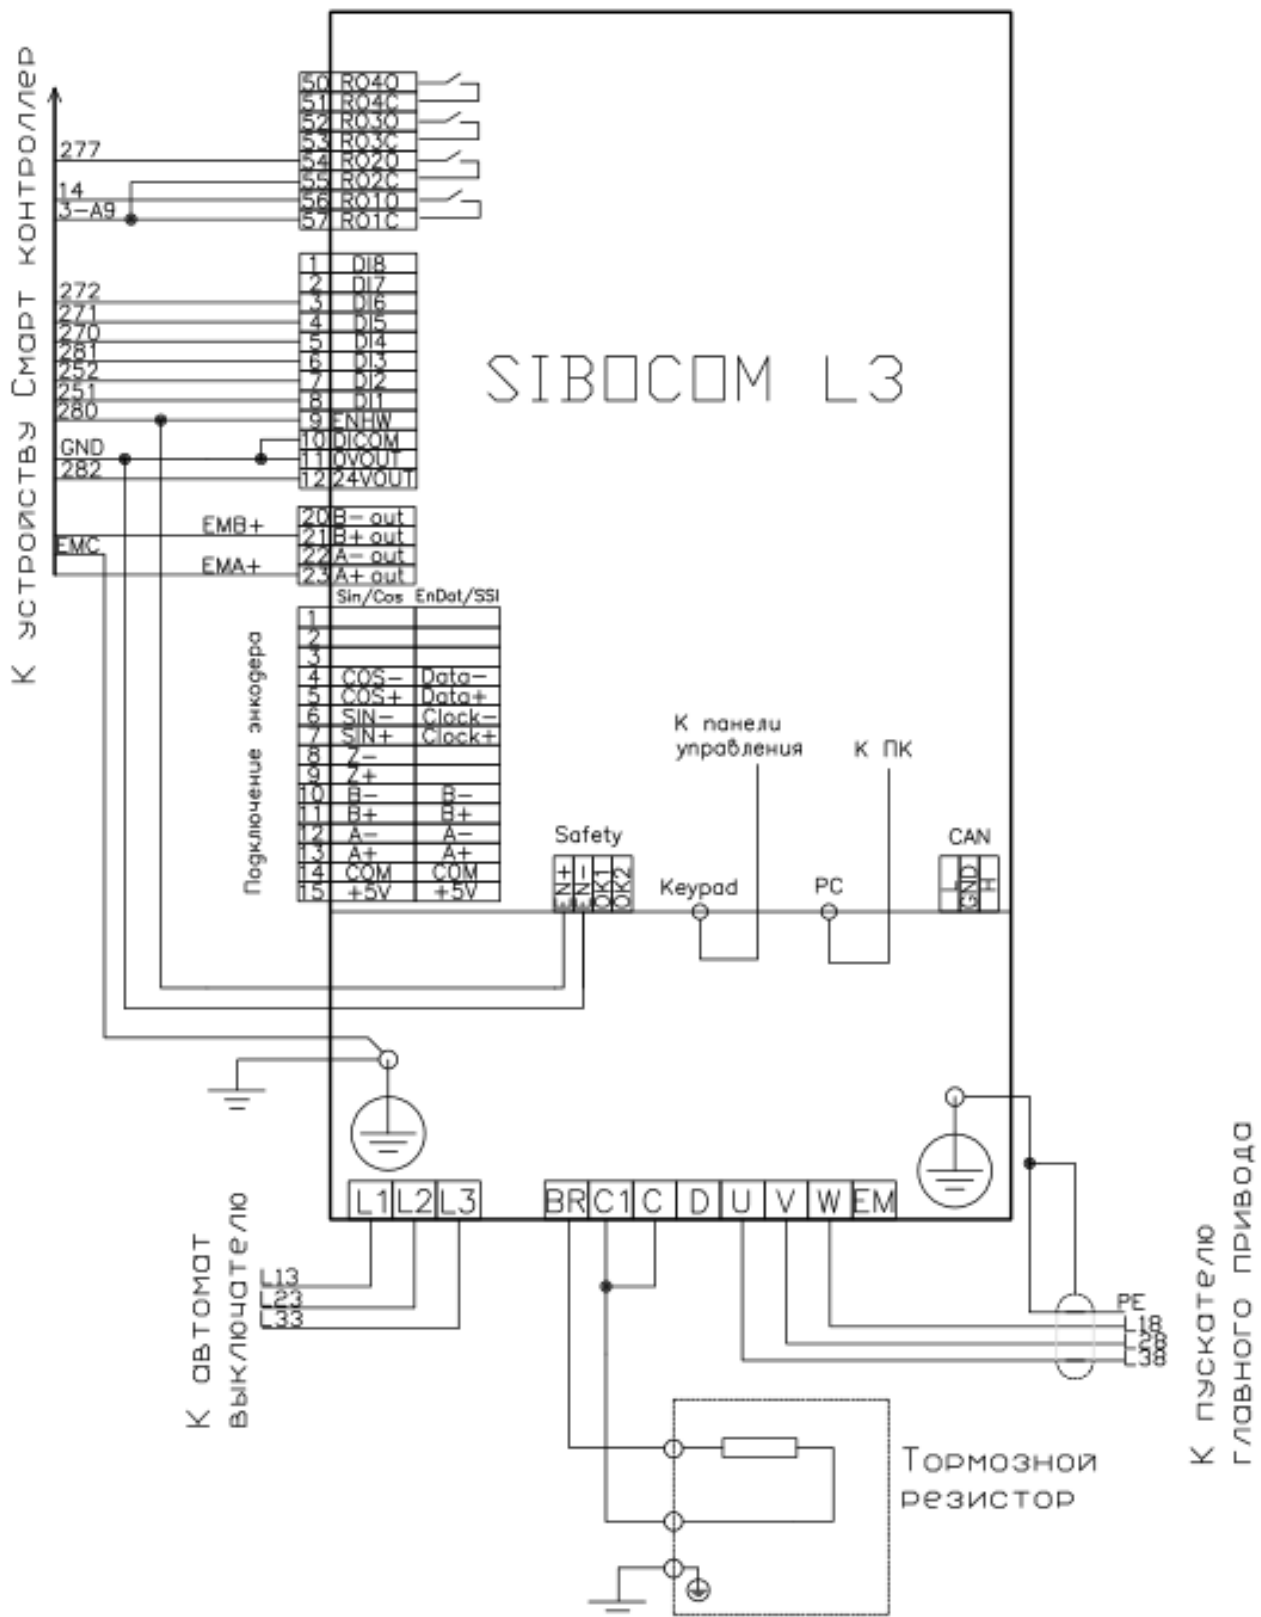 К устройству Смарт контроллер
277
14
3-A9
50 RO4O
51 RO4C
52 RO3O
53 RO3C
54 RO2O
55 RO2C
56 RO1O
57 RO1C
272
271
270
281
252
251
280
GND
282
1 DI8
2 DI7
3 DI6
4 DI5
5 DI4
6 DI3
7 DI2
8 DI1
9 ENHW
10 DICOM
11 0VOUT
12 24VOUT
SIBOCOM L3
EMB+
EMC
EMA+
20 B- out
21 B+ out
22 A- out
23 A+ out
Sin/Cos EnDat/SSI
Подключение энкодера
1
2
3
4 COS- Data-
5 COS+ Data+
6 SIN- Clock-
7 SIN+ Clock+
8 Z-
9 Z+
10 B- B-
11 B+ B+
12 A- A-
13 A+ A+
14 COM COM
15 +5V +5V
К панели
управления
К ПК
Safety
EN+
EN-
OK1
OK2
Keypad
PC
CAN
L
GND
H
L1 L2 L3
BR C1 C D U V W EM
К автомат
выключателю
L13
L23
L33
PE
L18
L28
L38
К пускателю
главного привода
Тормозной
резистор